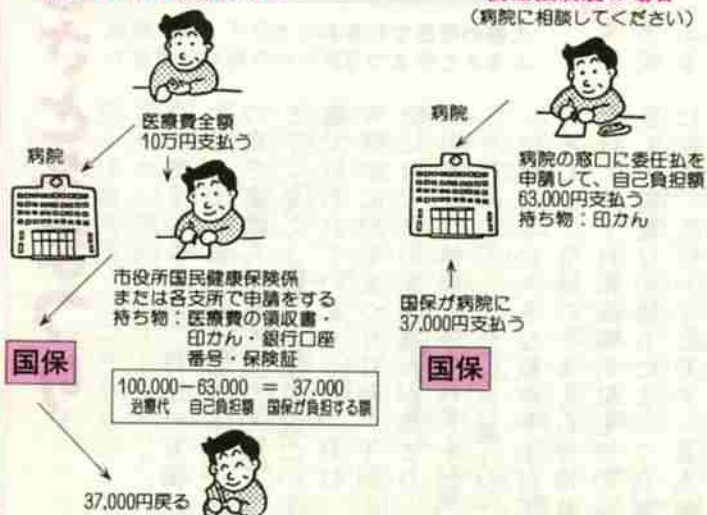 医療費全額
10万円支払う
病院
市役所国民健康保険係
または各支所で申請をする
持ち物：医療費の領収書・
印かん・銀行口座
番号・保険証
国保
100.000－63.000 ＝ 37.000
治療代 自己負担額 国保が負担する額
37.000円戻る
（病院に相談してください）
病院
病院の窓口に委任払を
申請して、自己負担額
63.000円支払う
持ち物：印かん
国保が病院に
37.000円支払う
国保